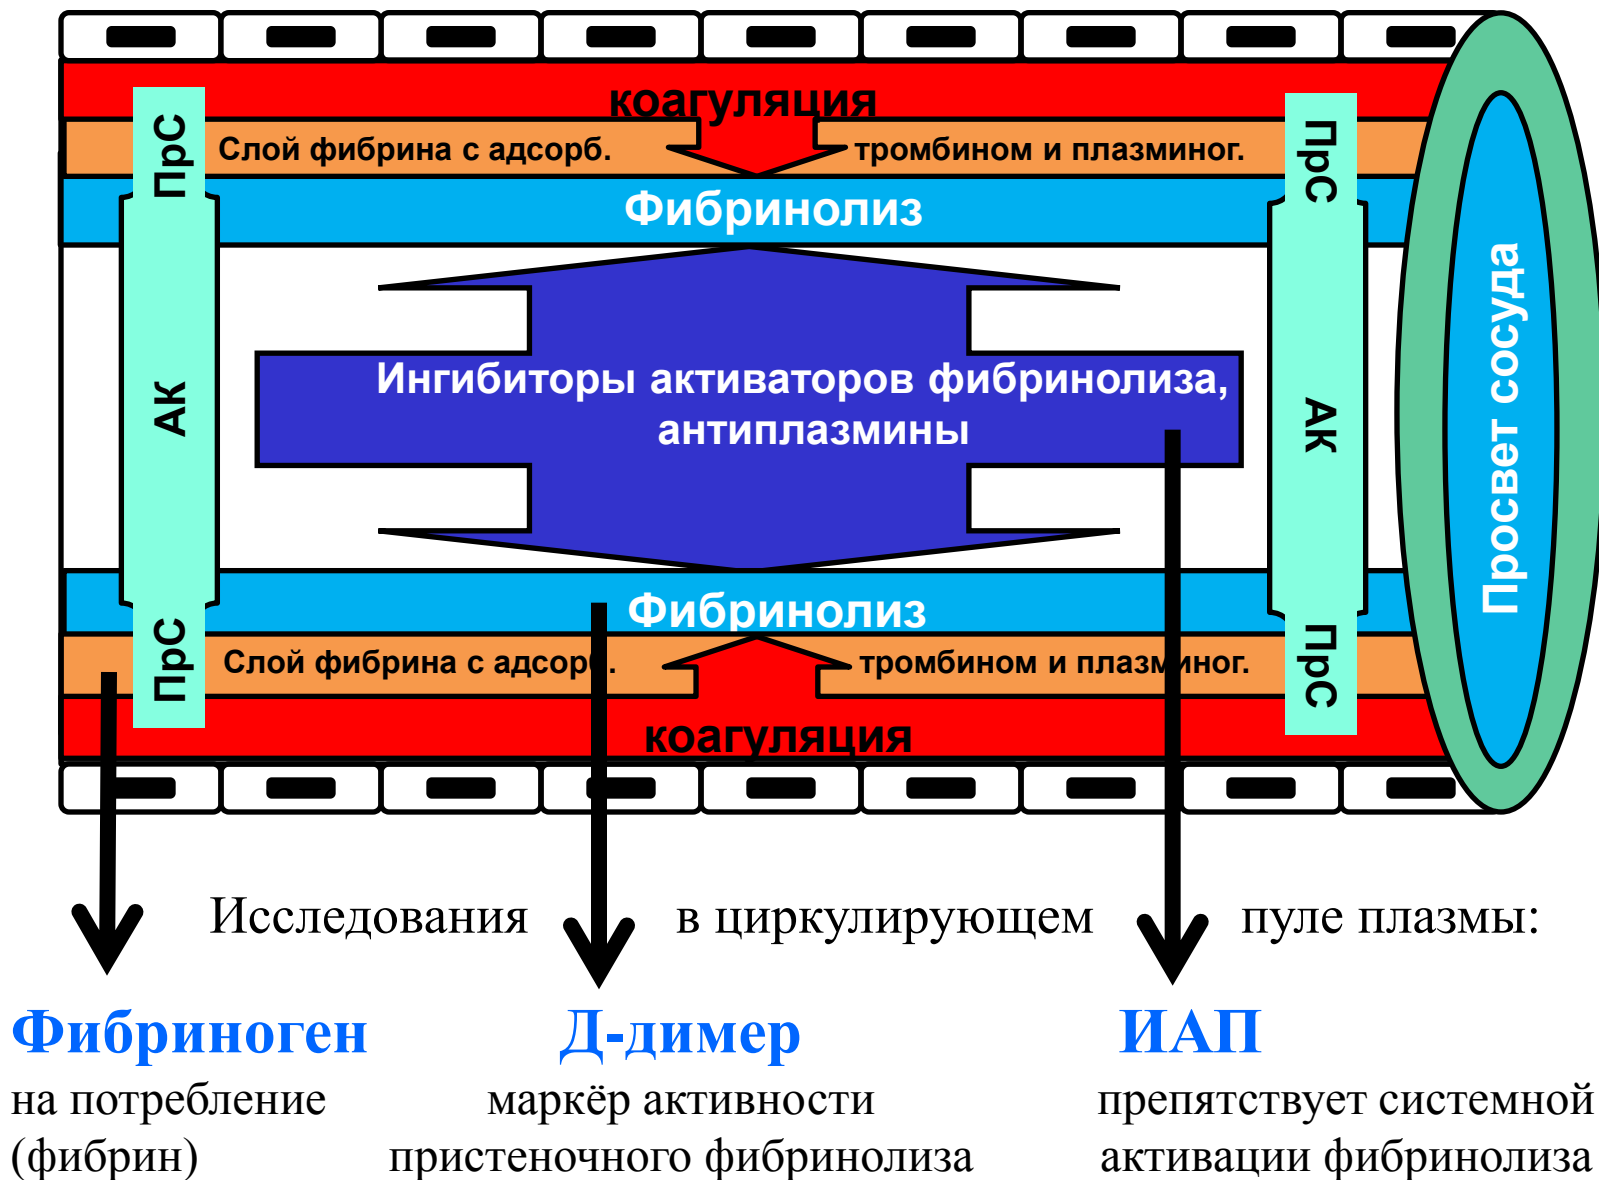 коагуляция
ПрС
Слой фибрина с адсорб.
тромбином и плазминог.
ПрС
Фибринолиз
АК
Ингибиторы активаторов фибринолиза,
антиплазмины
АК
Просвет сосуда
Фибринолиз
ПрС
Слой фибрина с адсорб.
тромбином и плазминог.
ПрС
коагуляция
Исследования в циркулирующем пуле плазмы:
Фибриноген
на потребление
(фибрин)
Д-димер
маркёр активности
пристеночного фибринолиза
ИАП
препятствует системной
активации фибринолиза